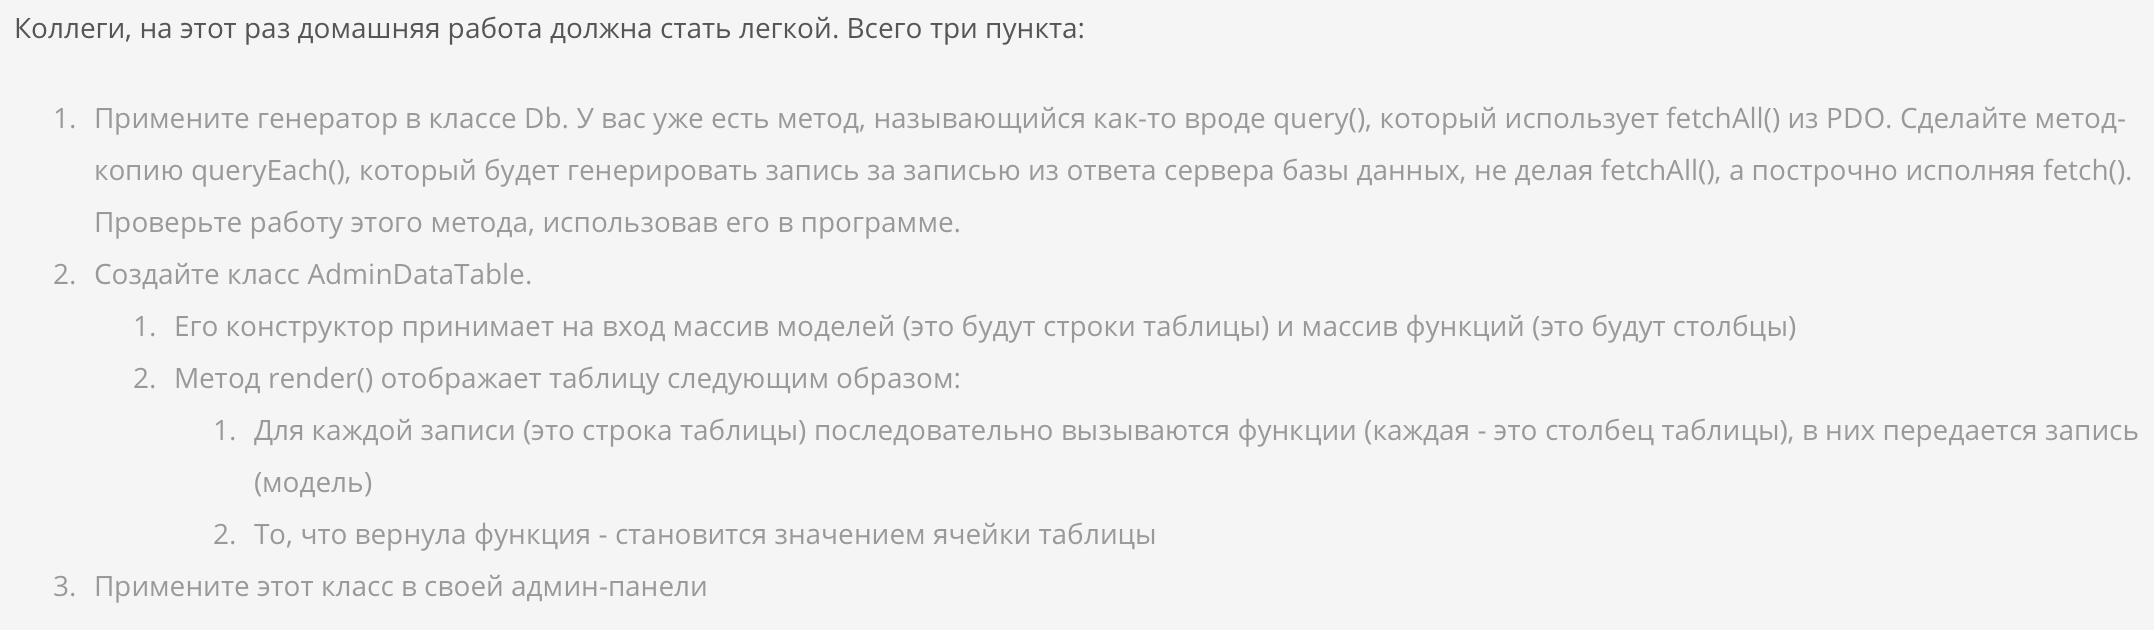 Коллеги, на этот раз домашняя работа должна стать легкой. Всего три пункта:
1. Примените генератор в классе Db. У вас уже есть метод, называющийся как-то вроде query(), который использует fetchAll() из PDO. Сделайте метод-
копию queryEach(), который будет генерировать запись за записью из ответа сервера базы данных, не делая fetchAll(), а построчно исполняя fetch().
Проверьте работу этого метода, использовав его в программе.
2. Создайте класс AdminDataTable.
1. Его конструктор принимает на вход массив моделей (это будут строки таблицы) и массив функций (это будут столбцы)
2. Метод render() отображает таблицу следующим образом:
1. Для каждой записи (это строка таблицы) последовательно вызываются функции (каждая - это столбец таблицы), в них передается запись
(модель)
2. То, что вернула функция - становится значением ячейки таблицы
3. Примените этот класс в своей админ-панели